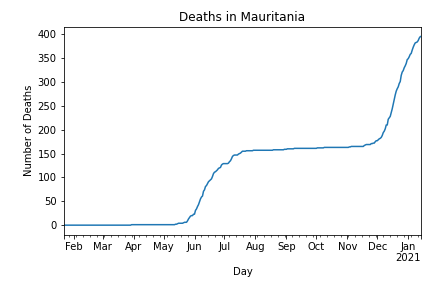 Deaths in Mauritania
400
350
300
250
200
150
100
50
0
Number of Deaths
Feb Mar Apr May Jun Jul Aug Sep Oct Nov Dec Jan
2021
Day